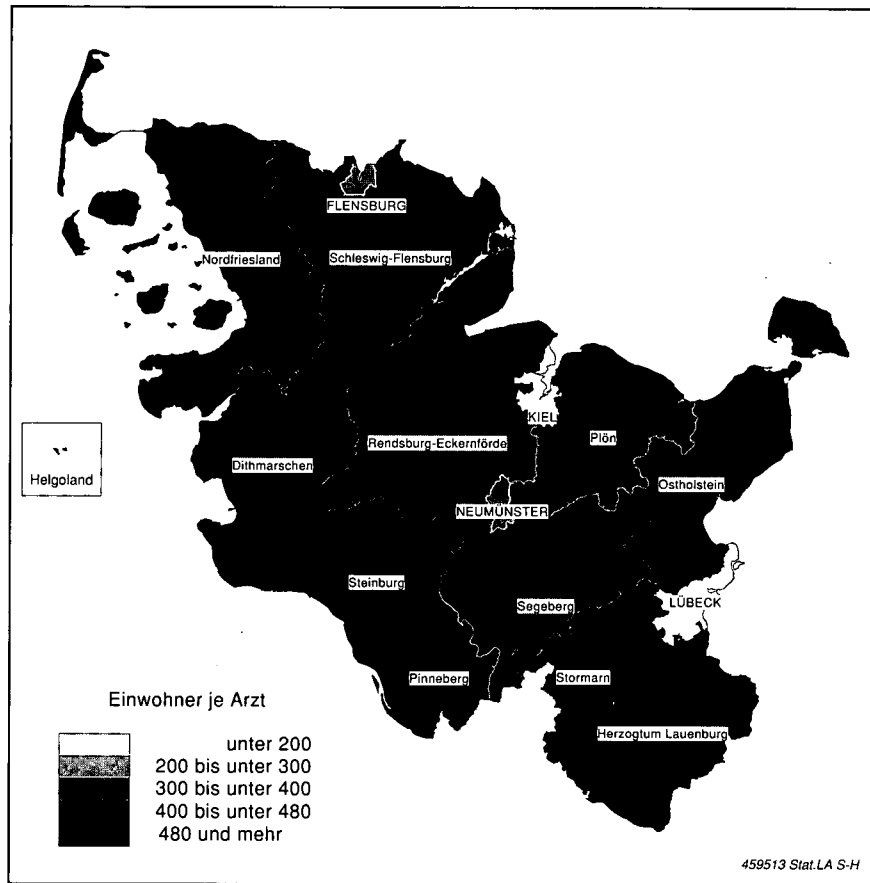 FLENSBURG
Nordfriesland
Schleswig-Flensburg
KIEL
Rendsburg-Eckernförde
Plön
Dithmarschen
Helgoland
Ostholstein
NEUMÜNSTER
Steinburg
Segeberg
LÜBECK
Pinneberg
Stormarn
Herzogtum Lauenburg
Einwohner je Arzt
unter 200
200 bis unter 300
300 bis unter 400
400 bis unter 480
480 und mehr
459513 Stat.LA S-H